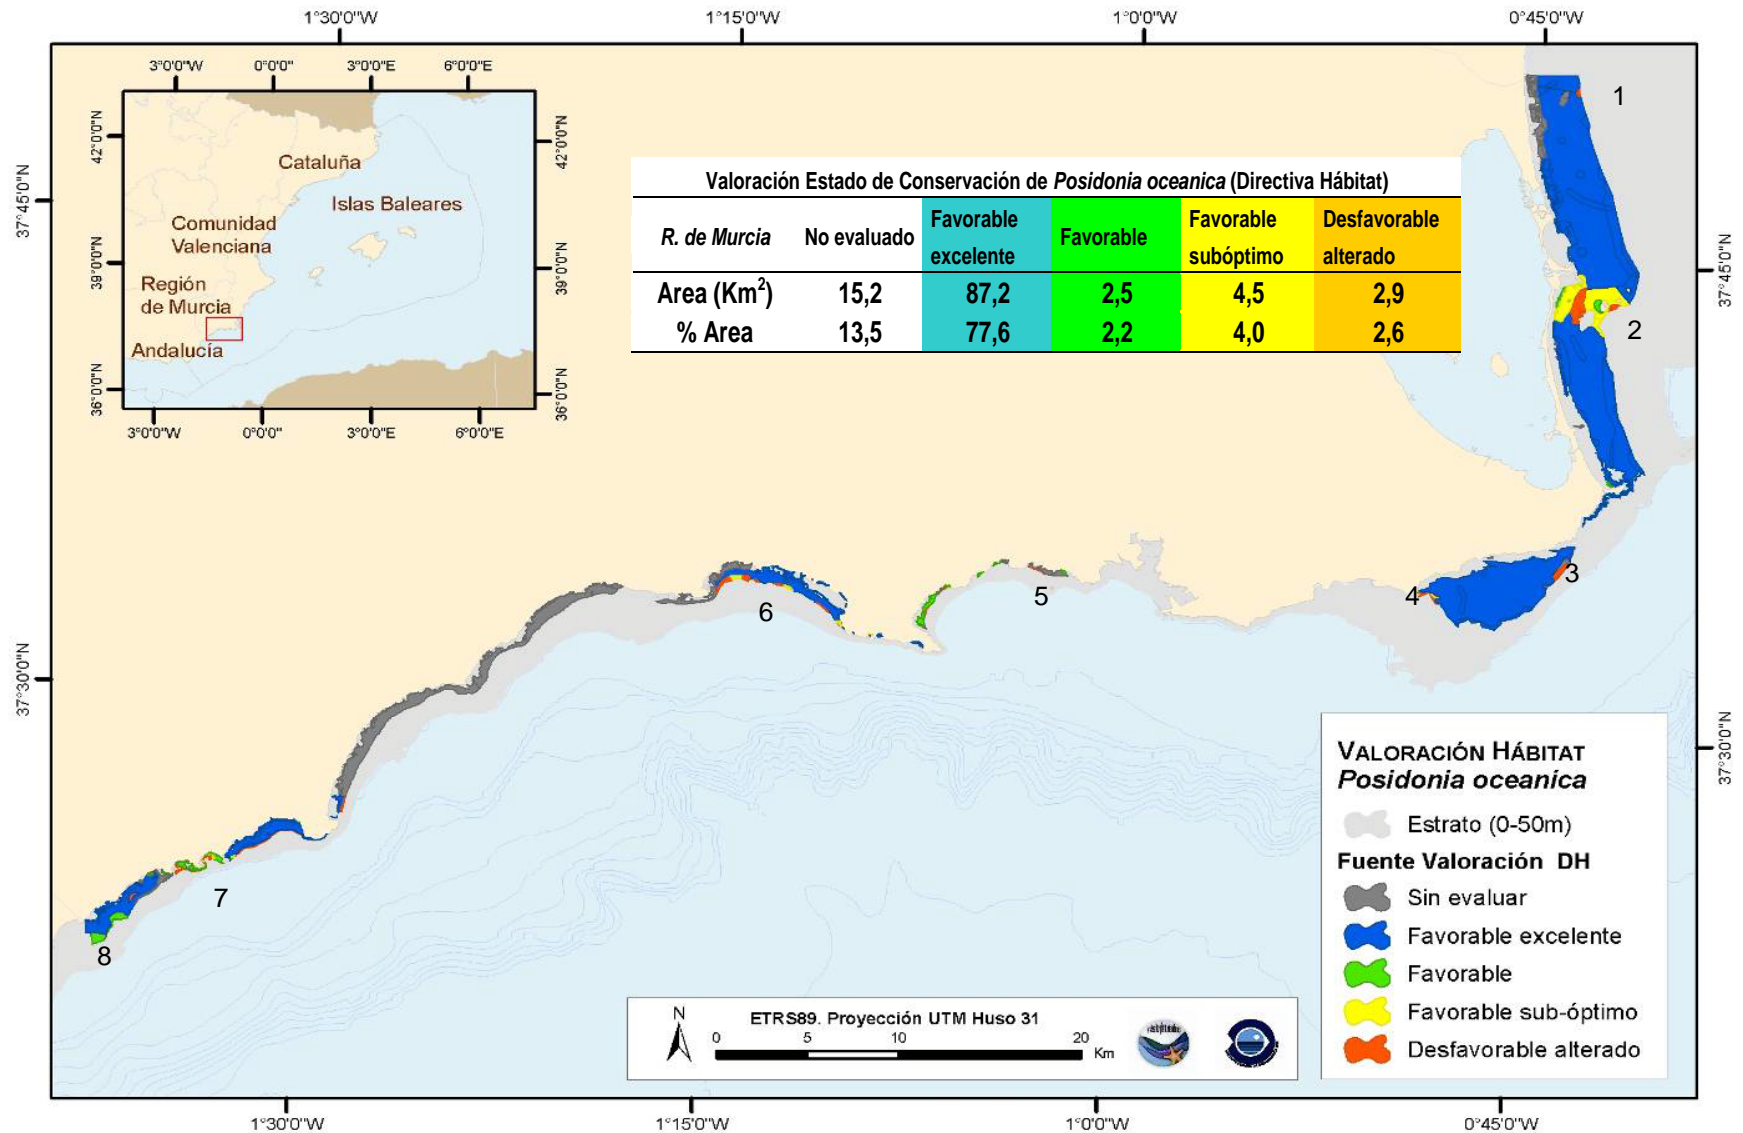 1°30'0"W
1°15'0"W
1°0'0"W
0°45'0"W
3°0'0"W
0°0'0"
3°0'0"E
6°0'0"E
42°0'0"N
39°0'0"N
36°0'0"N
42°0'0"N
39°0'0"N
36°0'0"N
Cataluña
Islas Baleares
Comunidad
Valenciana
Región
de Murcia
Andalucía
3°0'0"W
0°0'0"
3°0'0"E
6°0'0"E
Valoración Estado de Conservación de Posidonia oceanica (Directiva Hábitat)
R. de Murcia No evaluado Favorable excelente Favorable Favorable subóptimo Desfavorable alterado
Area (Km²) 15,2 87,2 2,5 4,5 2,9
% Area 13,5 77,6 2,2 4,0 2,6
37°45'0"N
37°30'0"N
37°45'0"N
37°30'0"N
1
2
3
4
5
6
7
8
VALORACIÓN HÁBITAT
Posidonia oceanica
Estrato (0-50m)
Fuente Valoración DH
Sin evaluar
Favorable excelente
Favorable
Favorable sub-óptimo
Desfavorable alterado
N
ETRS89. Proyección UTM Huso 31
0 5 10 20
Km
1°30'0"W
1°15'0"W
1°0'0"W
0°45'0"W